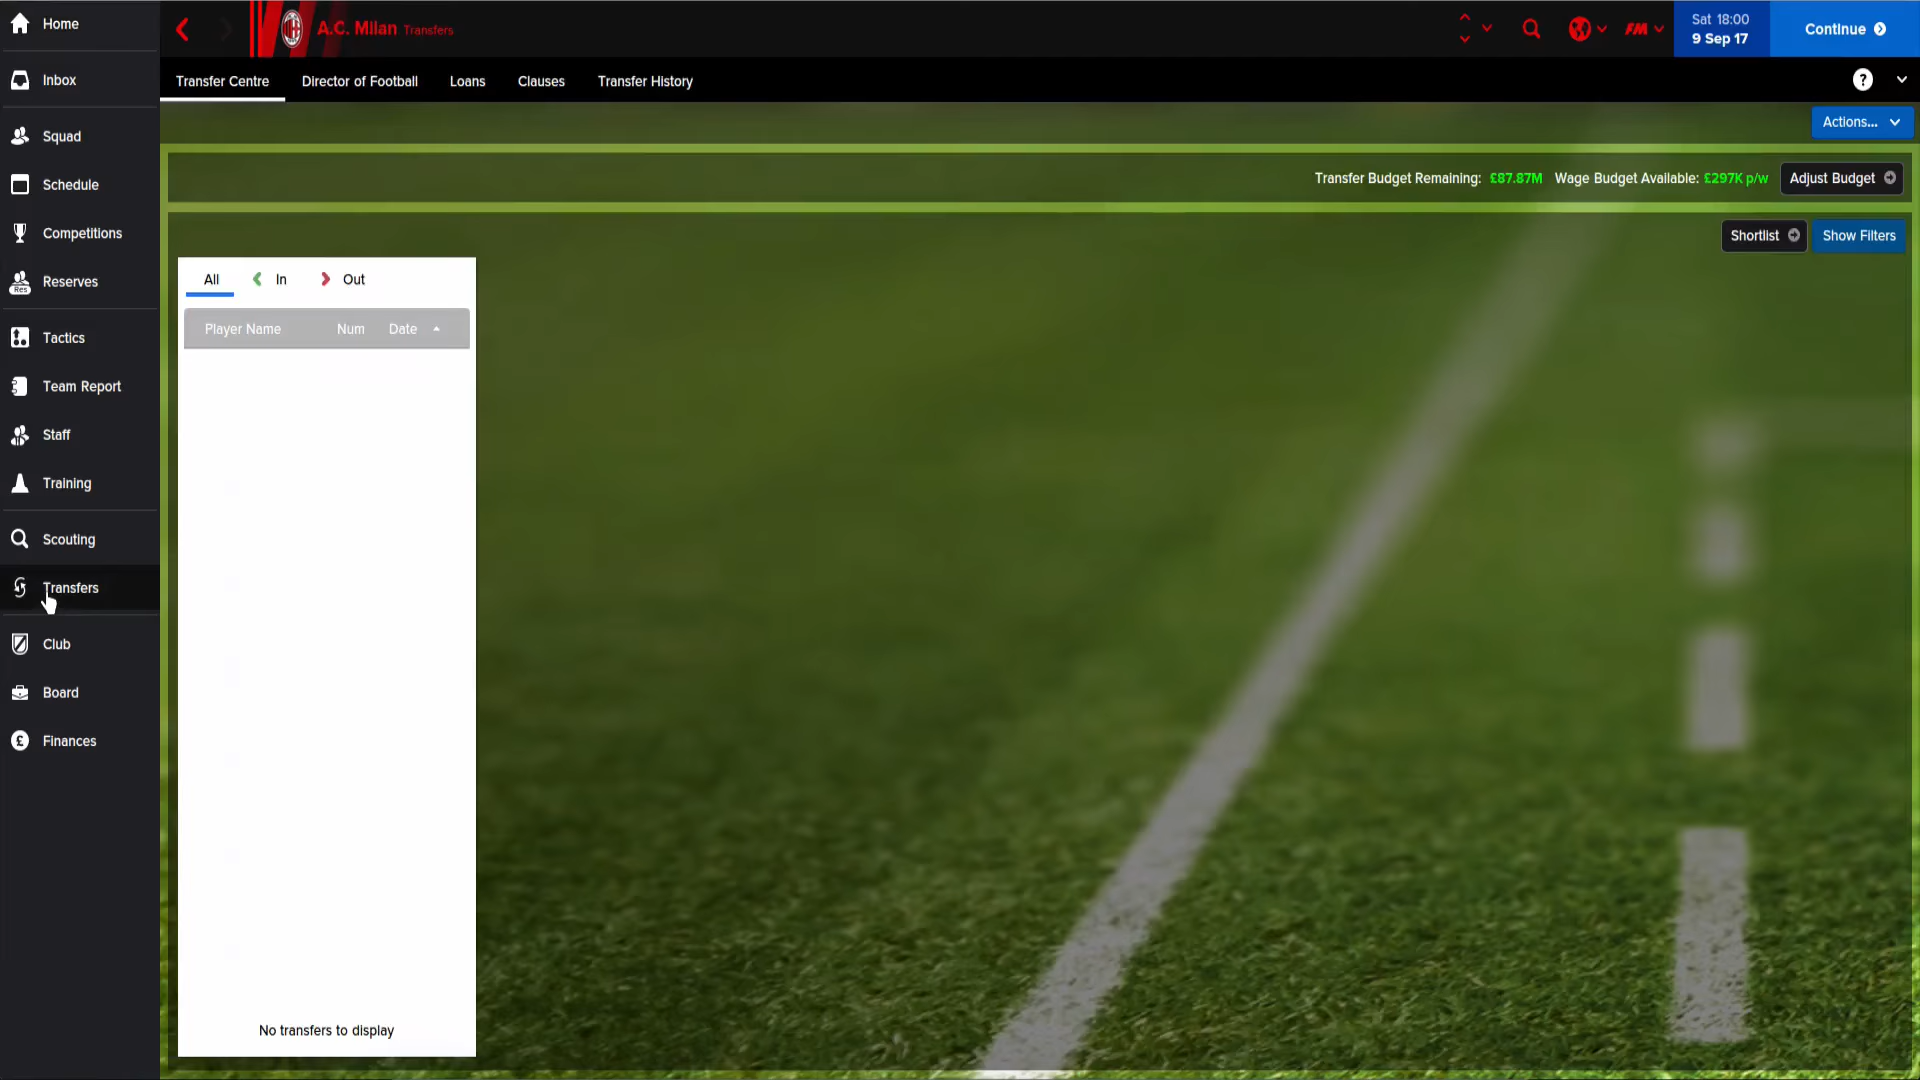 Home
Inbox
Squad
Schedule
Competitions
Reserves
Res
Tactics
Team Report
Staff
Training
Scouting
Transfers
Club
Board
Finances
A.C. Milan Transfers
FM
Sat 18:00
9 Sep 17
Continue
Transfer Centre Director of Football Loans Clauses Transfer History
?
Actions...
Transfer Budget Remaining: £87.87M Wage Budget Available: £297K p/w Adjust Budget
Shortlist Show Filters
All In Out
Player Name Num Date
No transfers to display